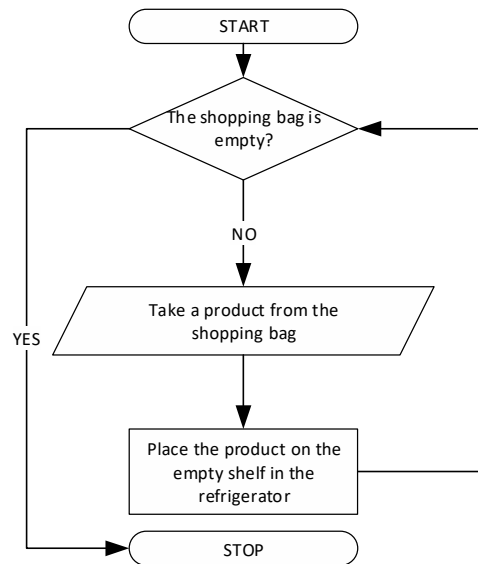 START
The shopping bag is
empty?
NO
Take a product from the
shopping bag
YES
Place the product on the
empty shelf in the
refrigerator
STOP